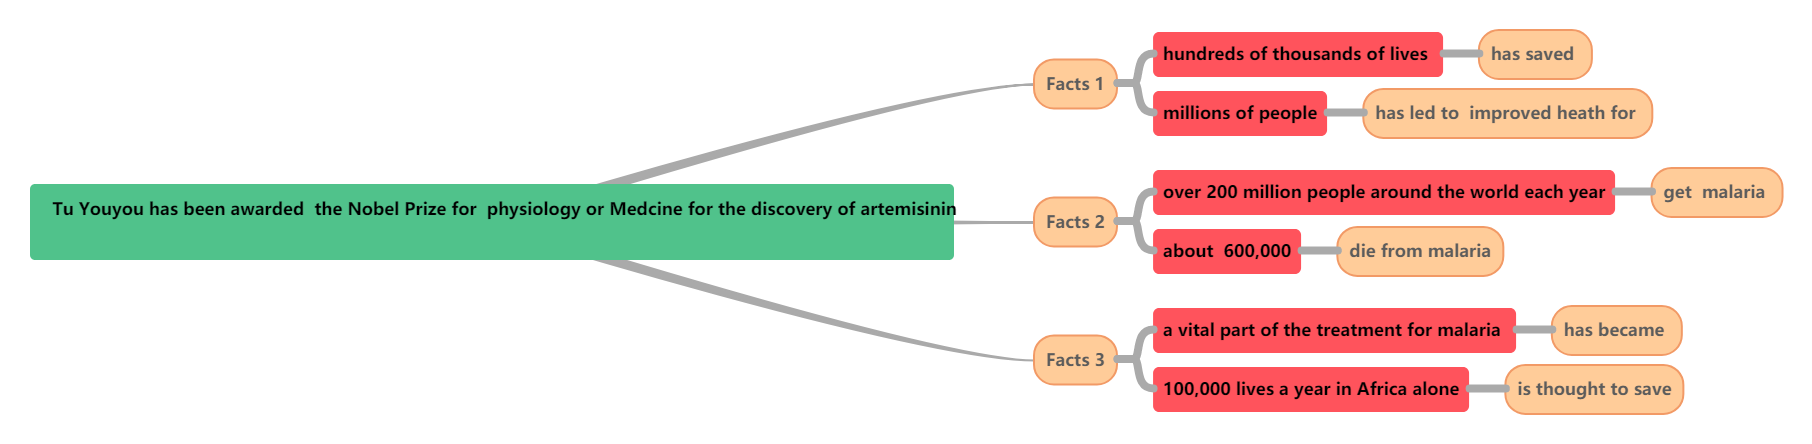 Tu Youyou has been awarded  the Nobel Prize for  physiology or Medcine for the discovery of artemisinin
Facts 1
hundreds of thousands of lives
has saved
millions of people
has led to  improved heath for
Facts 2
over 200 million people around the world each year
get  malaria
about  600,000
die from malaria
Facts 3
a vital part of the treatment for malaria
has became
100,000 lives a year in Africa alone
is thought to save